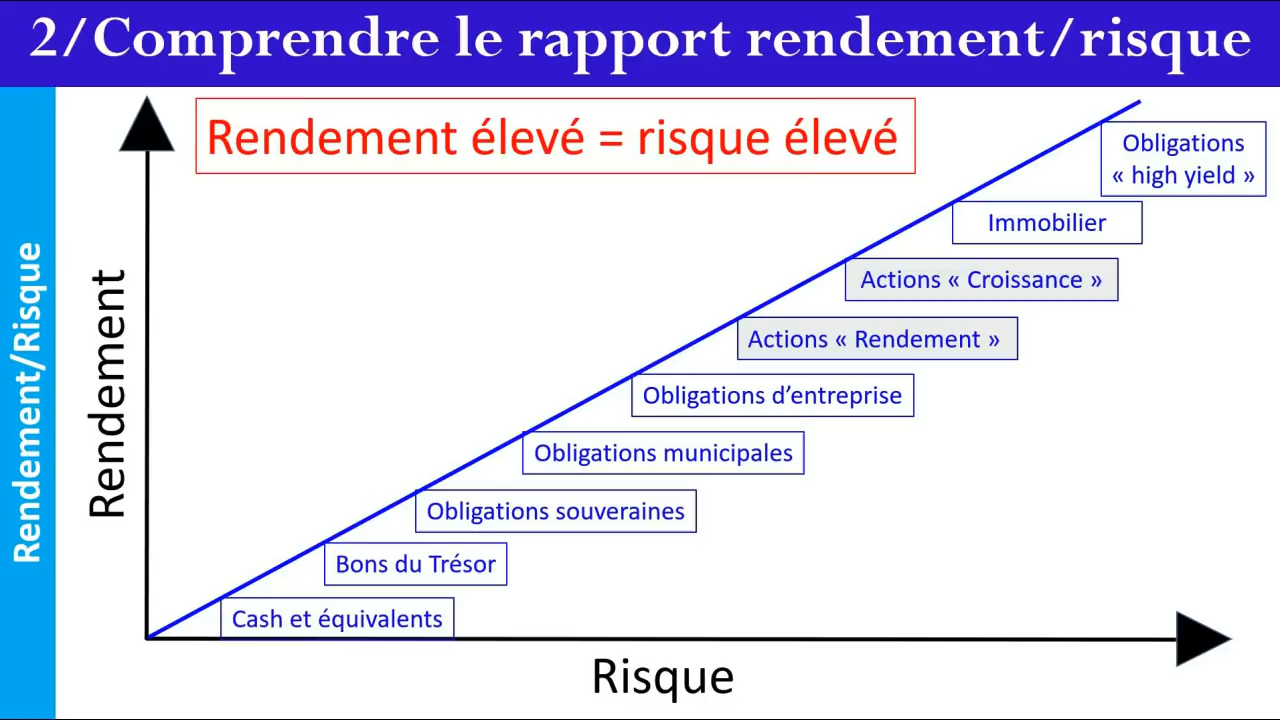 2/Comprendre le rapport rendement/risque
Rendement élevé = risque élevé
Obligations
« high yield »
Immobilier
Actions « Croissance »
Actions « Rendement »
Obligations d’entreprise
Obligations municipales
Obligations souveraines
Bons du Trésor
Cash et équivalents
Rendement/Risque
Rendement
Risque